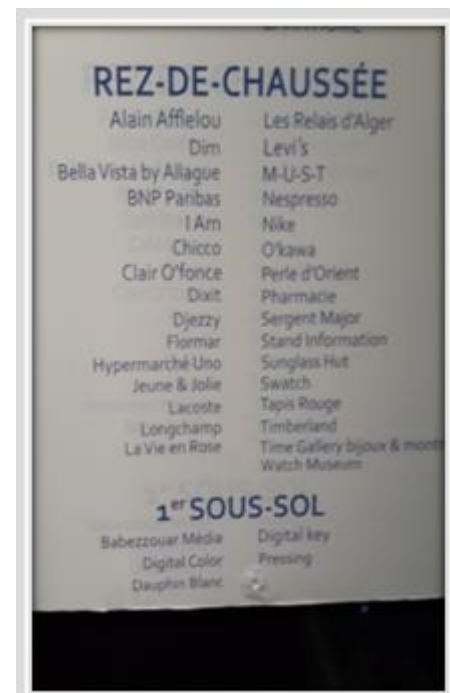 REZ-DE-CHAUSSÉE
Alain Afflelou
Dim
Bella Vista by Allague
BNP Paribas
I Am
Chicco
Clair O'fonce
Dixit
Djezzy
Flormar
Hypermarché Uno
Jeune & Jolie
Lacoste
Longchamp
La Vie en Rose
Les Relais d'Alger
Levi's
M-U-S-T
Nespresso
Nike
O'kawa
Perle d'Orient
Pharmacie
Sergent Major
Stand Information
Sunglass Hut
Swatch
Tapis Rouge
Timberland
Time Gallery bijoux & mont
Watch Museum
1er SOUS-SOL
Babezzouar Média
Digital Color
Dauphin Blanc
Digital key
Pressing